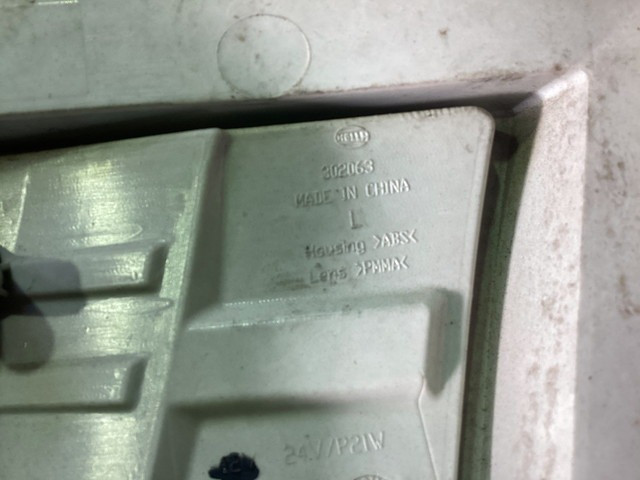 HELLA
302063
MADE IN CHINA
L
Housing >ABS<
Lens >PMMA<
24V/P21W